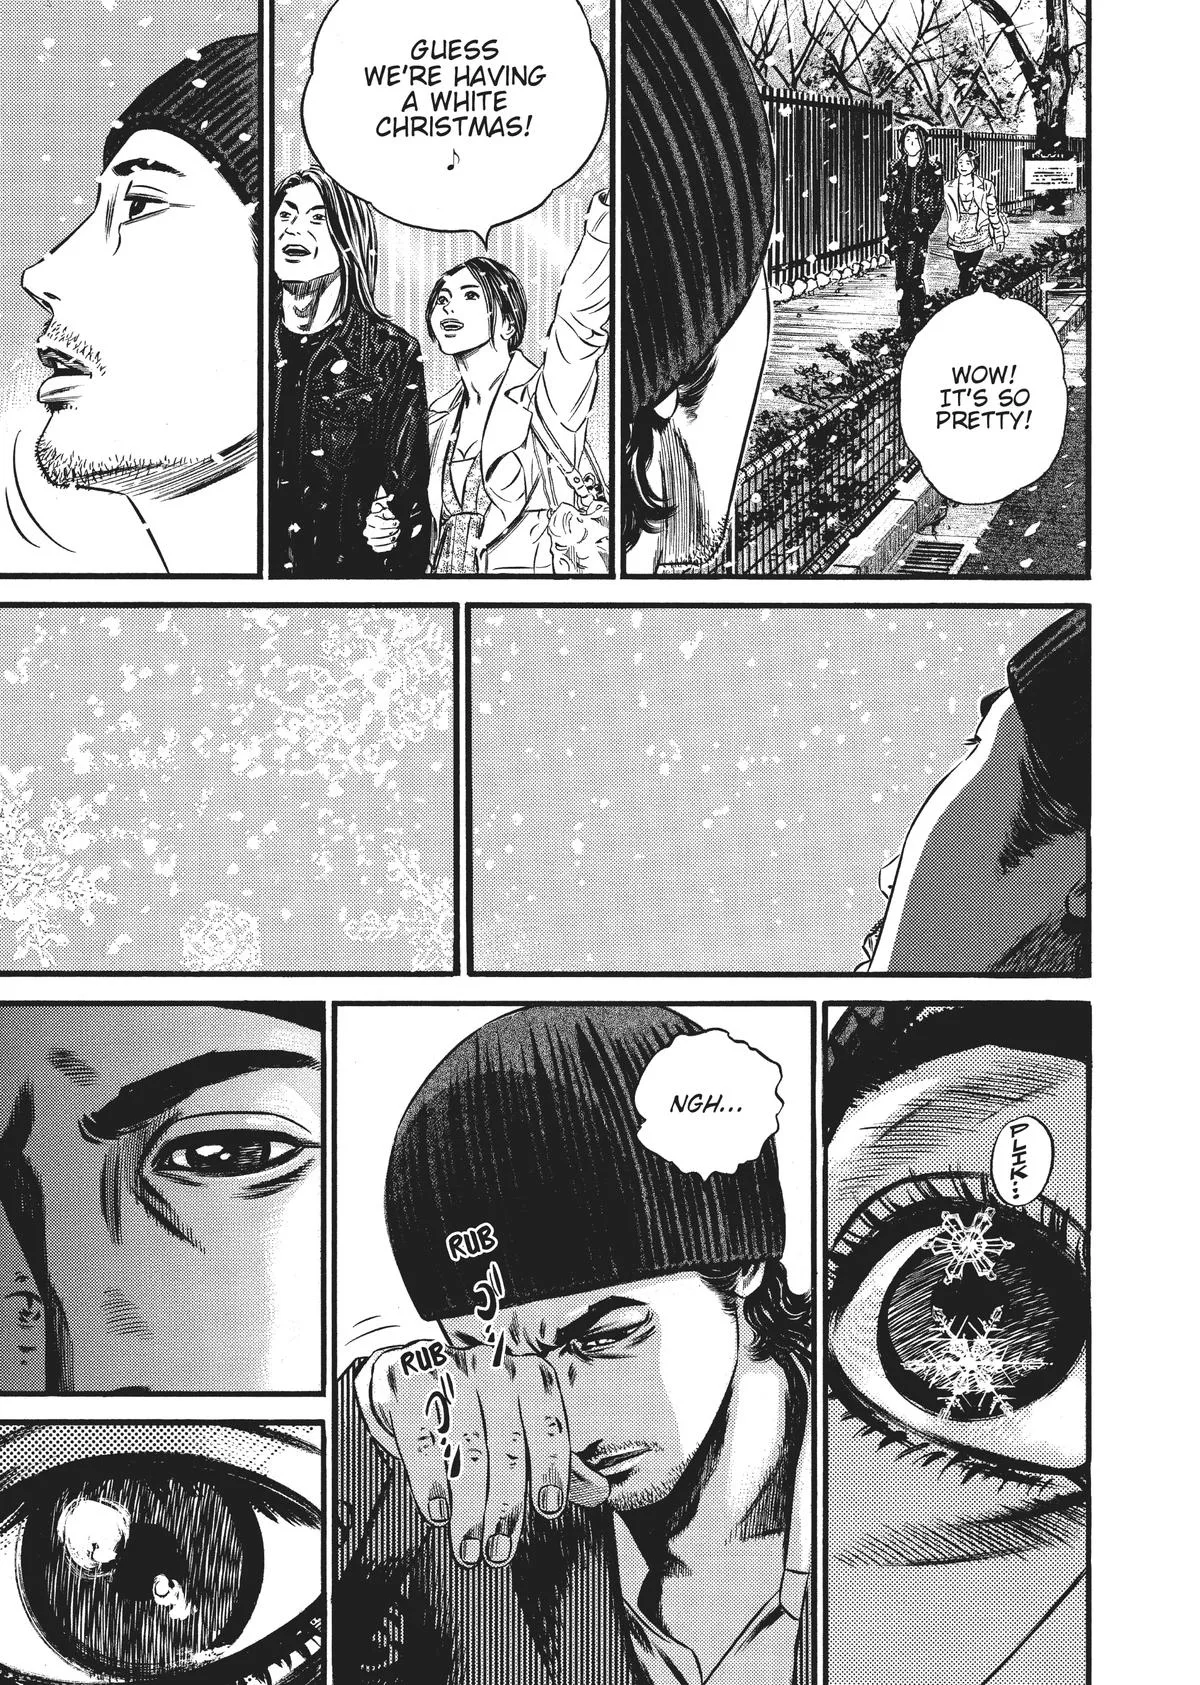 WOW!
IT'S SO
PRETTY!
GUESS
WE'RE HAVING
A WHITE
CHRISTMAS!
♪
PLIK...
NGH...
RUB
RUB